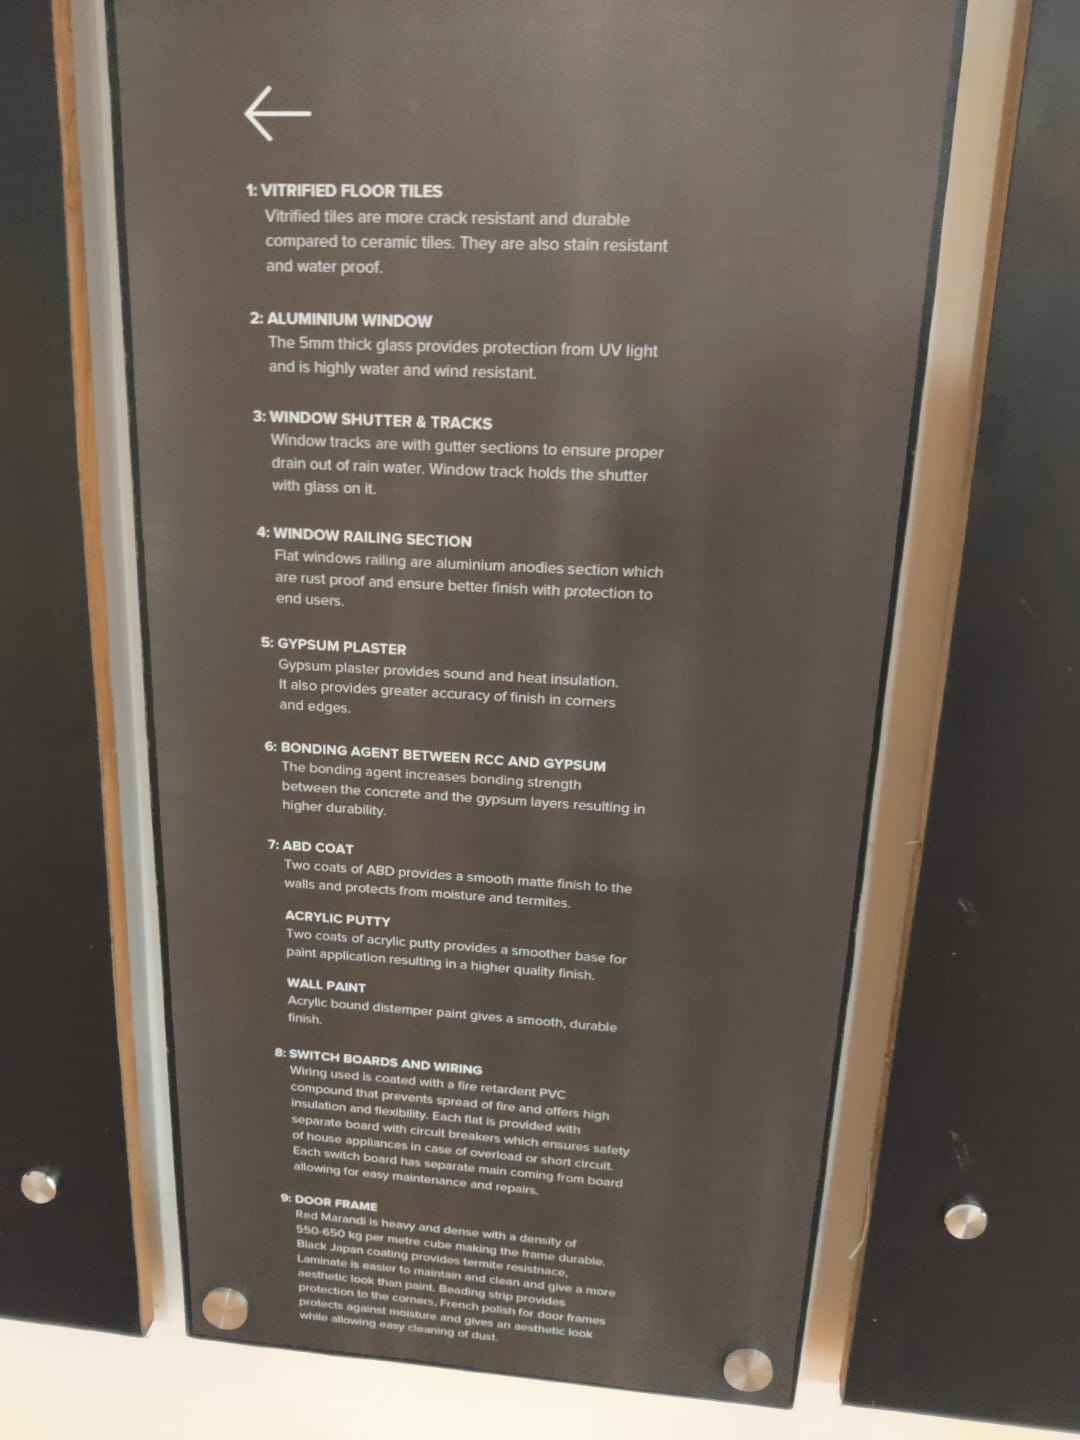 1: VITRIFIED FLOOR TILES
Vitrified tiles are more crack resistant and durable
compared to ceramic tiles. They are also stain resistant
and water proof.
2: ALUMINIUM WINDOW
The 5mm thick glass provides protection from UV light
and is highly water and wind resistant.
3: WINDOW SHUTTER & TRACKS
Window tracks are with gutter sections to ensure proper
drain out of rain water. Window track holds the shutter
with glass on it.
4: WINDOW RAILING SECTION
Flat windows railing are aluminium anodies section which
are rust proof and ensure better finish with protection to
end users.
5: GYPSUM PLASTER
Gypsum plaster provides sound and heat insulation.
It also provides greater accuracy of finish in corners
and edges.
6: BONDING AGENT BETWEEN RCC AND GYPSUM
The bonding agent increases bonding strength
between the concrete and the gypsum layers resulting in
higher durability.
7: ABD COAT
Two coats of ABD provides a smooth matte finish to the
walls and protects from moisture and termites.
ACRYLIC PUTTY
Two coats of acrylic putty provides a smoother base for
paint application resulting in a higher quality finish.
WALL PAINT
Acrylic bound distemper paint gives a smooth, durable
finish.
8: SWITCH BOARDS AND WIRING
Wiring used is coated with a fire retardent PVC
compound that prevents spread of fire and offers high
insulation and flexibility. Each flat is provided with
separate board with circuit breakers which ensures safety
of house appliances in case of overload or short circuit.
Each switch board has separate main coming from board
allowing for easy maintenance and repairs.
9: DOOR FRAME
Red Marandi is heavy and dense with a density of
550-650 kg per metre cube making the frame durable.
Black Japan coating provides termite resistnace,
Laminate is easier to maintain and clean and give a more
aesthetic look than paint. Beading strip provides
protection to the corners, French polish for door frames
protects against moisture and gives an aesthetic look
while allowing easy cleaning of dust.